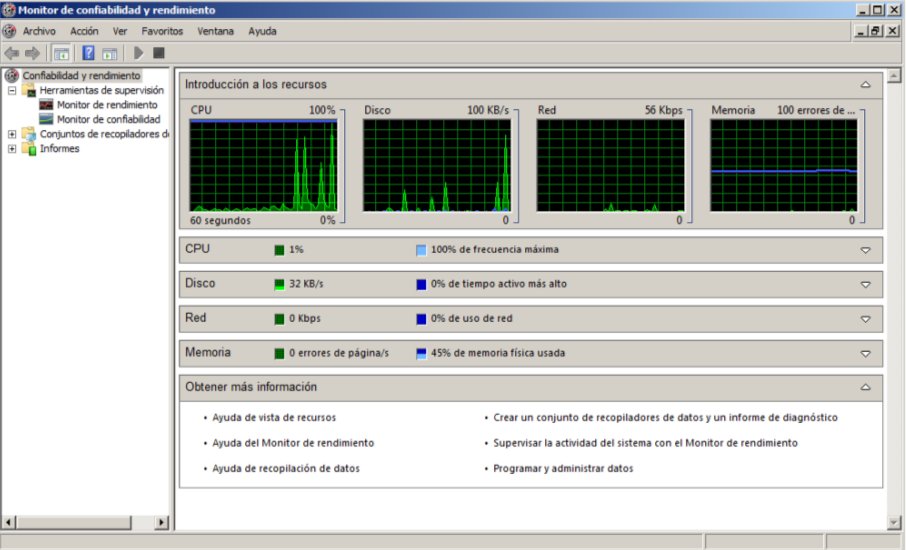 Monitor de confiabilidad y rendimiento
Archivo Acción Ver Favoritos Ventana Ayuda
Confiabilidad y rendimiento
Herramientas de supervisión
Monitor de rendimiento
Monitor de confiabilidad
Conjuntos de recopiladores d
Informes
Introducción a los recursos
CPU 100% Disco 100 KB/s Red 56 Kbps Memoria 100 errores de ...
60 segundos 0% 0 0 0
CPU 1% 100% de frecuencia máxima
Disco 32 KB/s 0% de tiempo activo más alto
Red 0 Kbps 0% de uso de red
Memoria 0 errores de página/s 45% de memoria física usada
Obtener más información
• Ayuda de vista de recursos • Crear un conjunto de recopiladores de datos y un informe de diagnóstico
• Ayuda del Monitor de rendimiento • Supervisar la actividad del sistema con el Monitor de rendimiento
• Ayuda de recopilación de datos • Programar y administrar datos